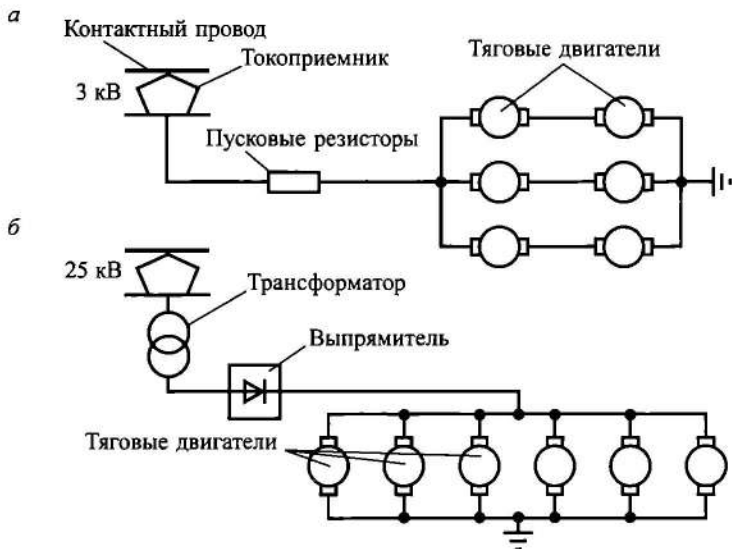 а
Контактный провод
Токоприемник
3 кВ
Тяговые двигатели
Пусковые резисторы
б
25 кВ
Трансформатор
Выпрямитель
Тяговые двигатели